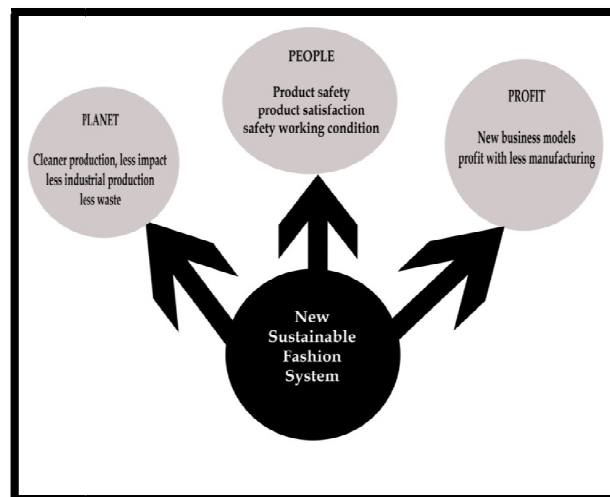 PLANET
Cleaner production, less impact
less industrial production
less waste
PEOPLE
Product safety
product satisfaction
safety working condition
PROFIT
New business models
profit with less manufacturing
New
Sustainable
Fashion
System